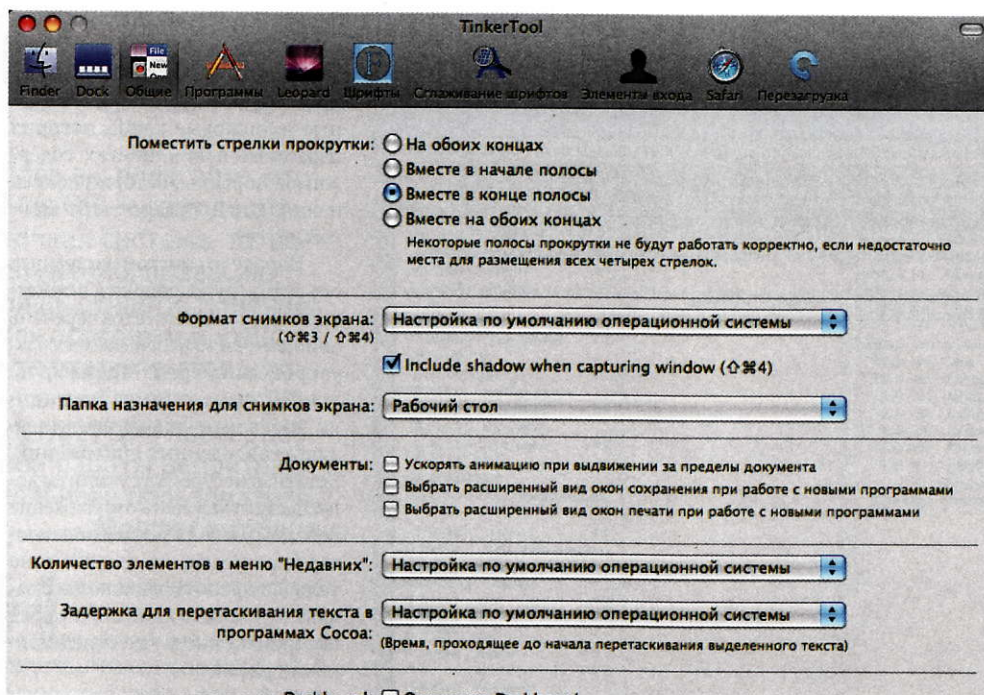 TinkerTool
Finder Dock Общие Программы Leopard Шрифты Сглаживание шрифтов Элементы входа Safari Перезагрузка
Поместить стрелки прокрутки: На обоих концах
Вместе в начале полосы
Вместе в конце полосы
Вместе на обоих концах
Некоторые полосы прокрутки не будут работать корректно, если недостаточно
места для размещения всех четырех стрелок.
Формат снимков экрана: Настройка по умолчанию операционной системы
(⇧⌘3 / ⇧⌘4)
Include shadow when capturing window (⇧⌘4)
Папка назначения для снимков экрана: Рабочий стол
Документы: Ускорять анимацию при выдвижении за пределы документа
Выбрать расширенный вид окон сохранения при работе с новыми программами
Выбрать расширенный вид окон печати при работе с новыми программами
Количество элементов в меню "Недавних": Настройка по умолчанию операционной системы
Задержка для перетаскивания текста в Настройка по умолчанию операционной системы
программах Cocoa:
(Время, проходящее до начала перетаскивания выделенного текста)